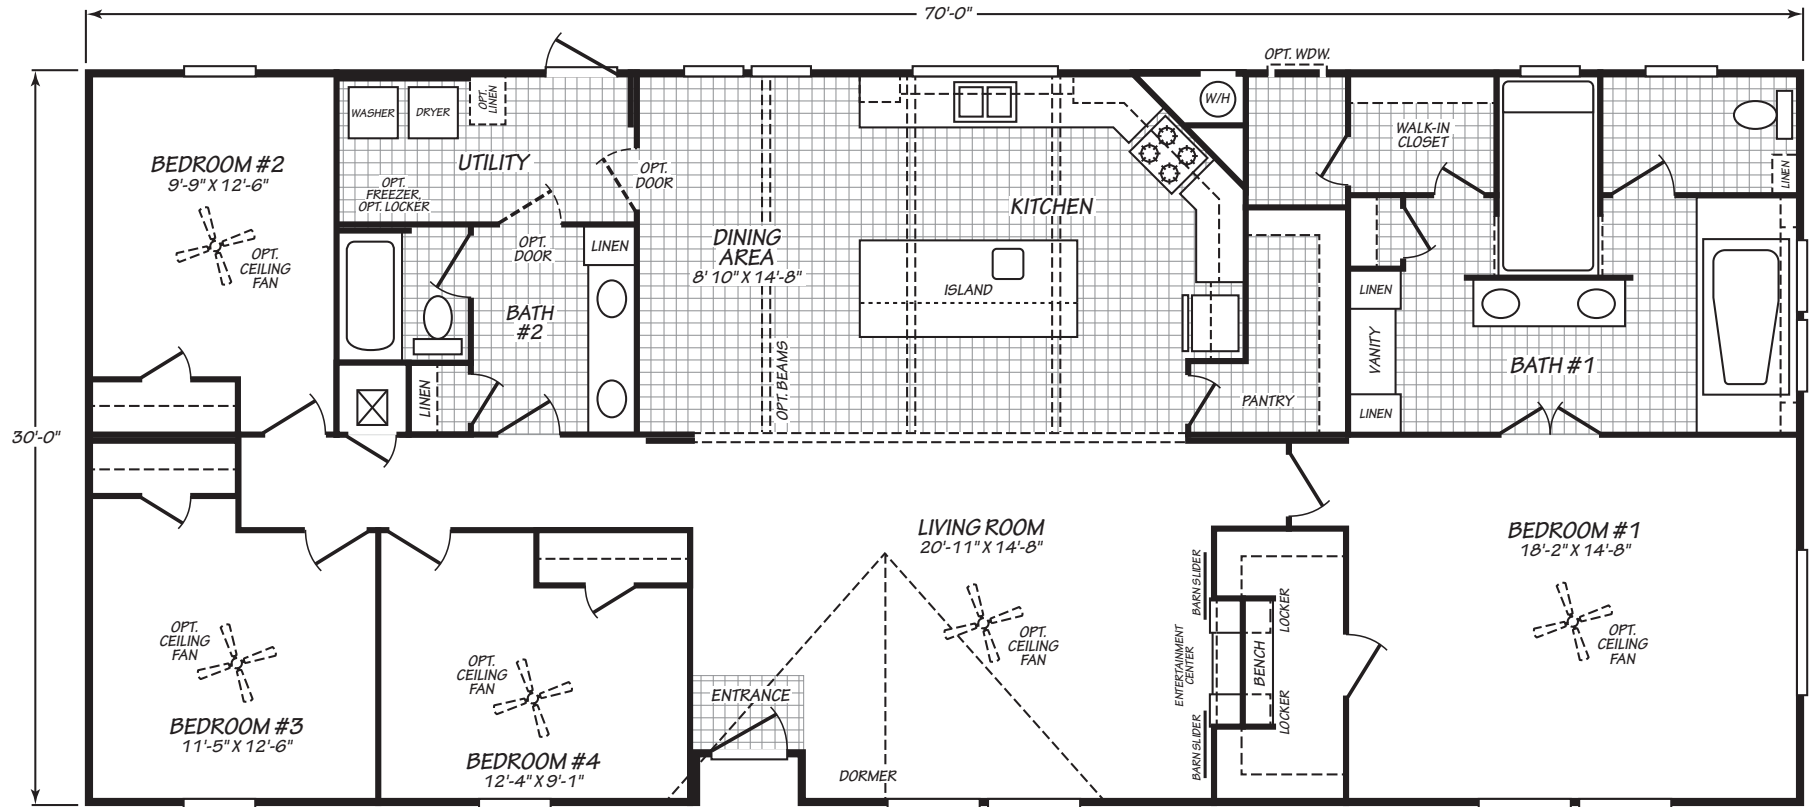 70'-0"
OPT. WDW.
WASHER
DRYER
OPT.
LINEN
W/H
BEDROOM #2
9'-9" X 12'-6"
UTILITY
OPT.
FREEZER,
OPT. LOCKER
OPT.
DOOR
KITCHEN
WALK-IN
CLOSET
LINEN
OPT.
CEILING
FAN
OPT.
DOOR
LINEN
DINING
AREA
8' 10" X 14'-8"
ISLAND
LINEN
BATH
#2
VANITY
BATH #1
OPT. BEAMS
LINEN
PANTRY
LINEN
30'-0"
LIVING ROOM
20'-11" X 14'-8"
BEDROOM #1
18'-2" X 14'-8"
BARN SLIDER
LOCKER
OPT.
CEILING
FAN
OPT.
CEILING
FAN
OPT.
CEILING
FAN
OPT.
CEILING
FAN
ENTERTAINMENT
CENTER
BENCH
ENTRANCE
LOCKER
BARN SLIDER
BEDROOM #3
11'-5" X 12'-6"
BEDROOM #4
12'-4" X 9'-1"
DORMER